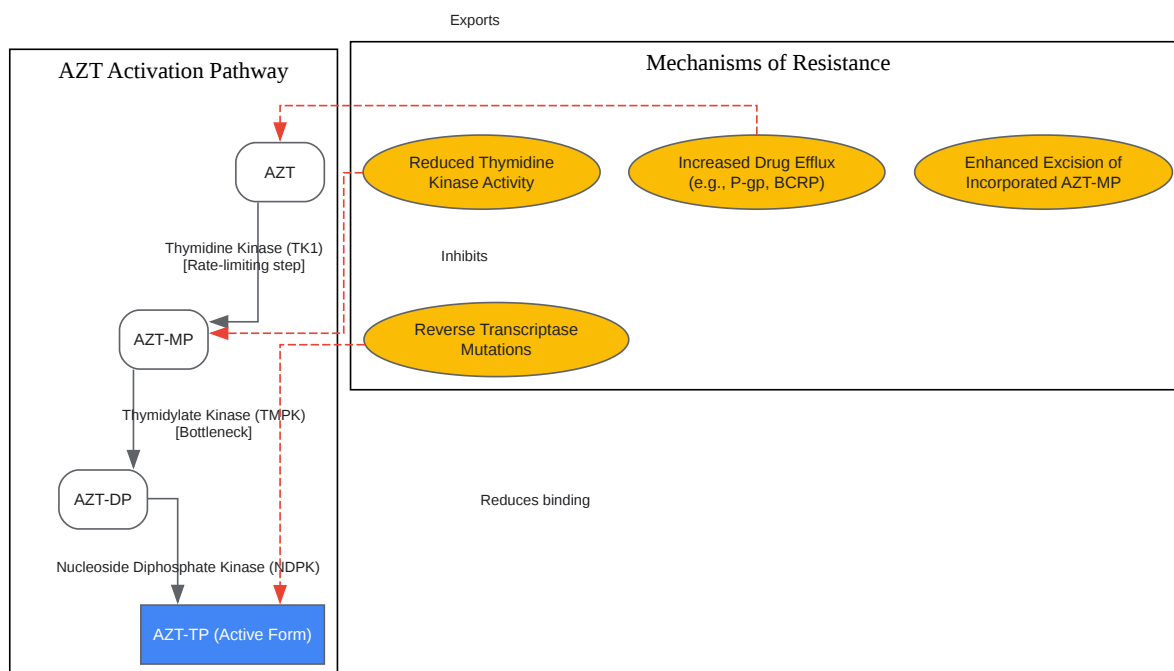 Exports
AZT Activation Pathway
Mechanisms of Resistance
AZT
Reduced Thymidine
Kinase Activity
Increased Drug Efflux
(e.g., P-gp, BCRP)
Enhanced Excision of
Incorporated AZT-MP
Thymidine Kinase (TK1)
[Rate-limiting step]
Inhibits
AZT-MP
Reverse Transcriptase
Mutations
Thymidylate Kinase (TMPK)
[Bottleneck]
AZT-DP
Reduces binding
Nucleoside Diphosphate Kinase (NDPK)
AZT-TP (Active Form)